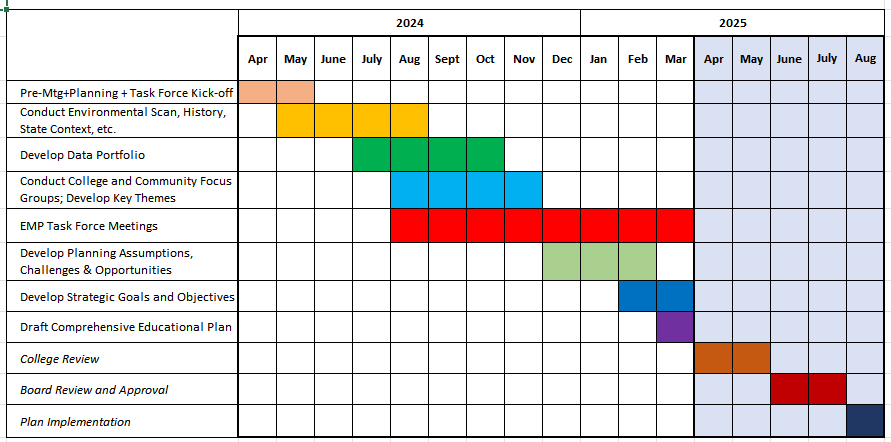 2024 2025
Apr May June July Aug Sept Oct Nov Dec Jan Feb Mar Apr May June July Aug
Pre-Mtg+Planning + Task Force Kick-off
Conduct Environmental Scan, History,
State Context, etc.
Develop Data Portfolio
Conduct College and Community Focus
Groups; Develop Key Themes
EMP Task Force Meetings
Develop Planning Assumptions,
Challenges & Opportunities
Develop Strategic Goals and Objectives
Draft Comprehensive Educational Plan
College Review
Board Review and Approval
Plan Implementation